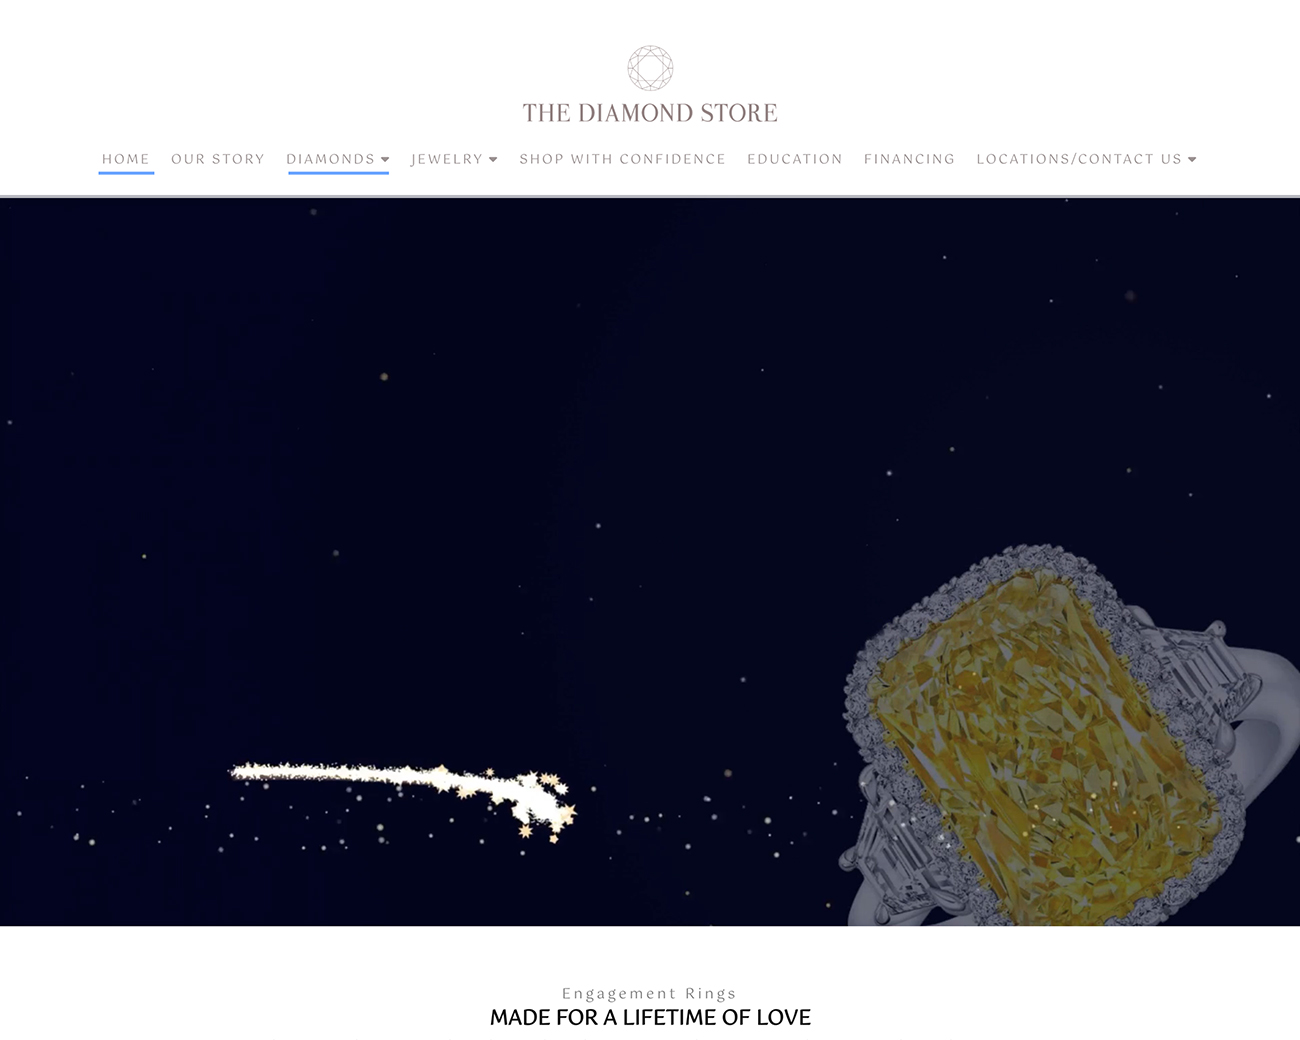 THE DIAMOND STORE
HOME OUR STORY DIAMONDS JEWELRY SHOP WITH CONFIDENCE EDUCATION FINANCING LOCATIONS/CONTACT US
Engagement Rings
MADE FOR A LIFETIME OF LOVE